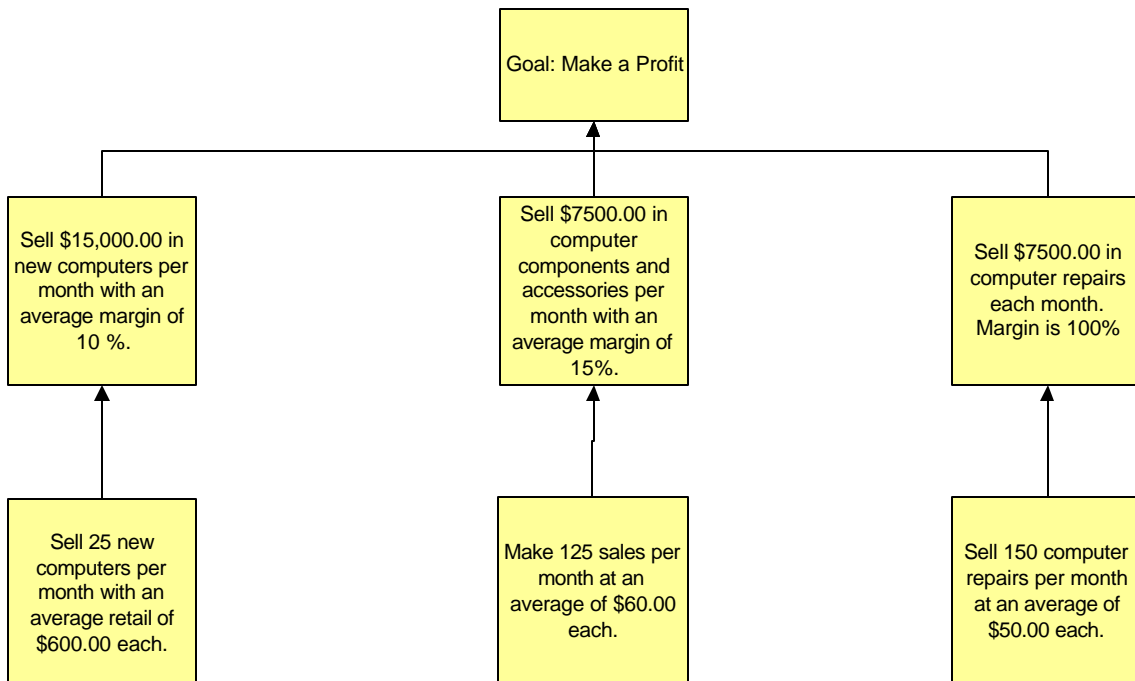 Goal: Make a Profit
Sell $15,000.00 in
new computers per
month with an
average margin of
10 %.
Sell $7500.00 in
computer
components and
accessories per
month with an
average margin of
15%.
Sell $7500.00 in
computer repairs
each month.
Margin is 100%
Sell 25 new
computers per
month with an
average retail of
$600.00 each.
Make 125 sales per
month at an
average of $60.00
each.
Sell 150 computer
repairs per month
at an average of
$50.00 each.